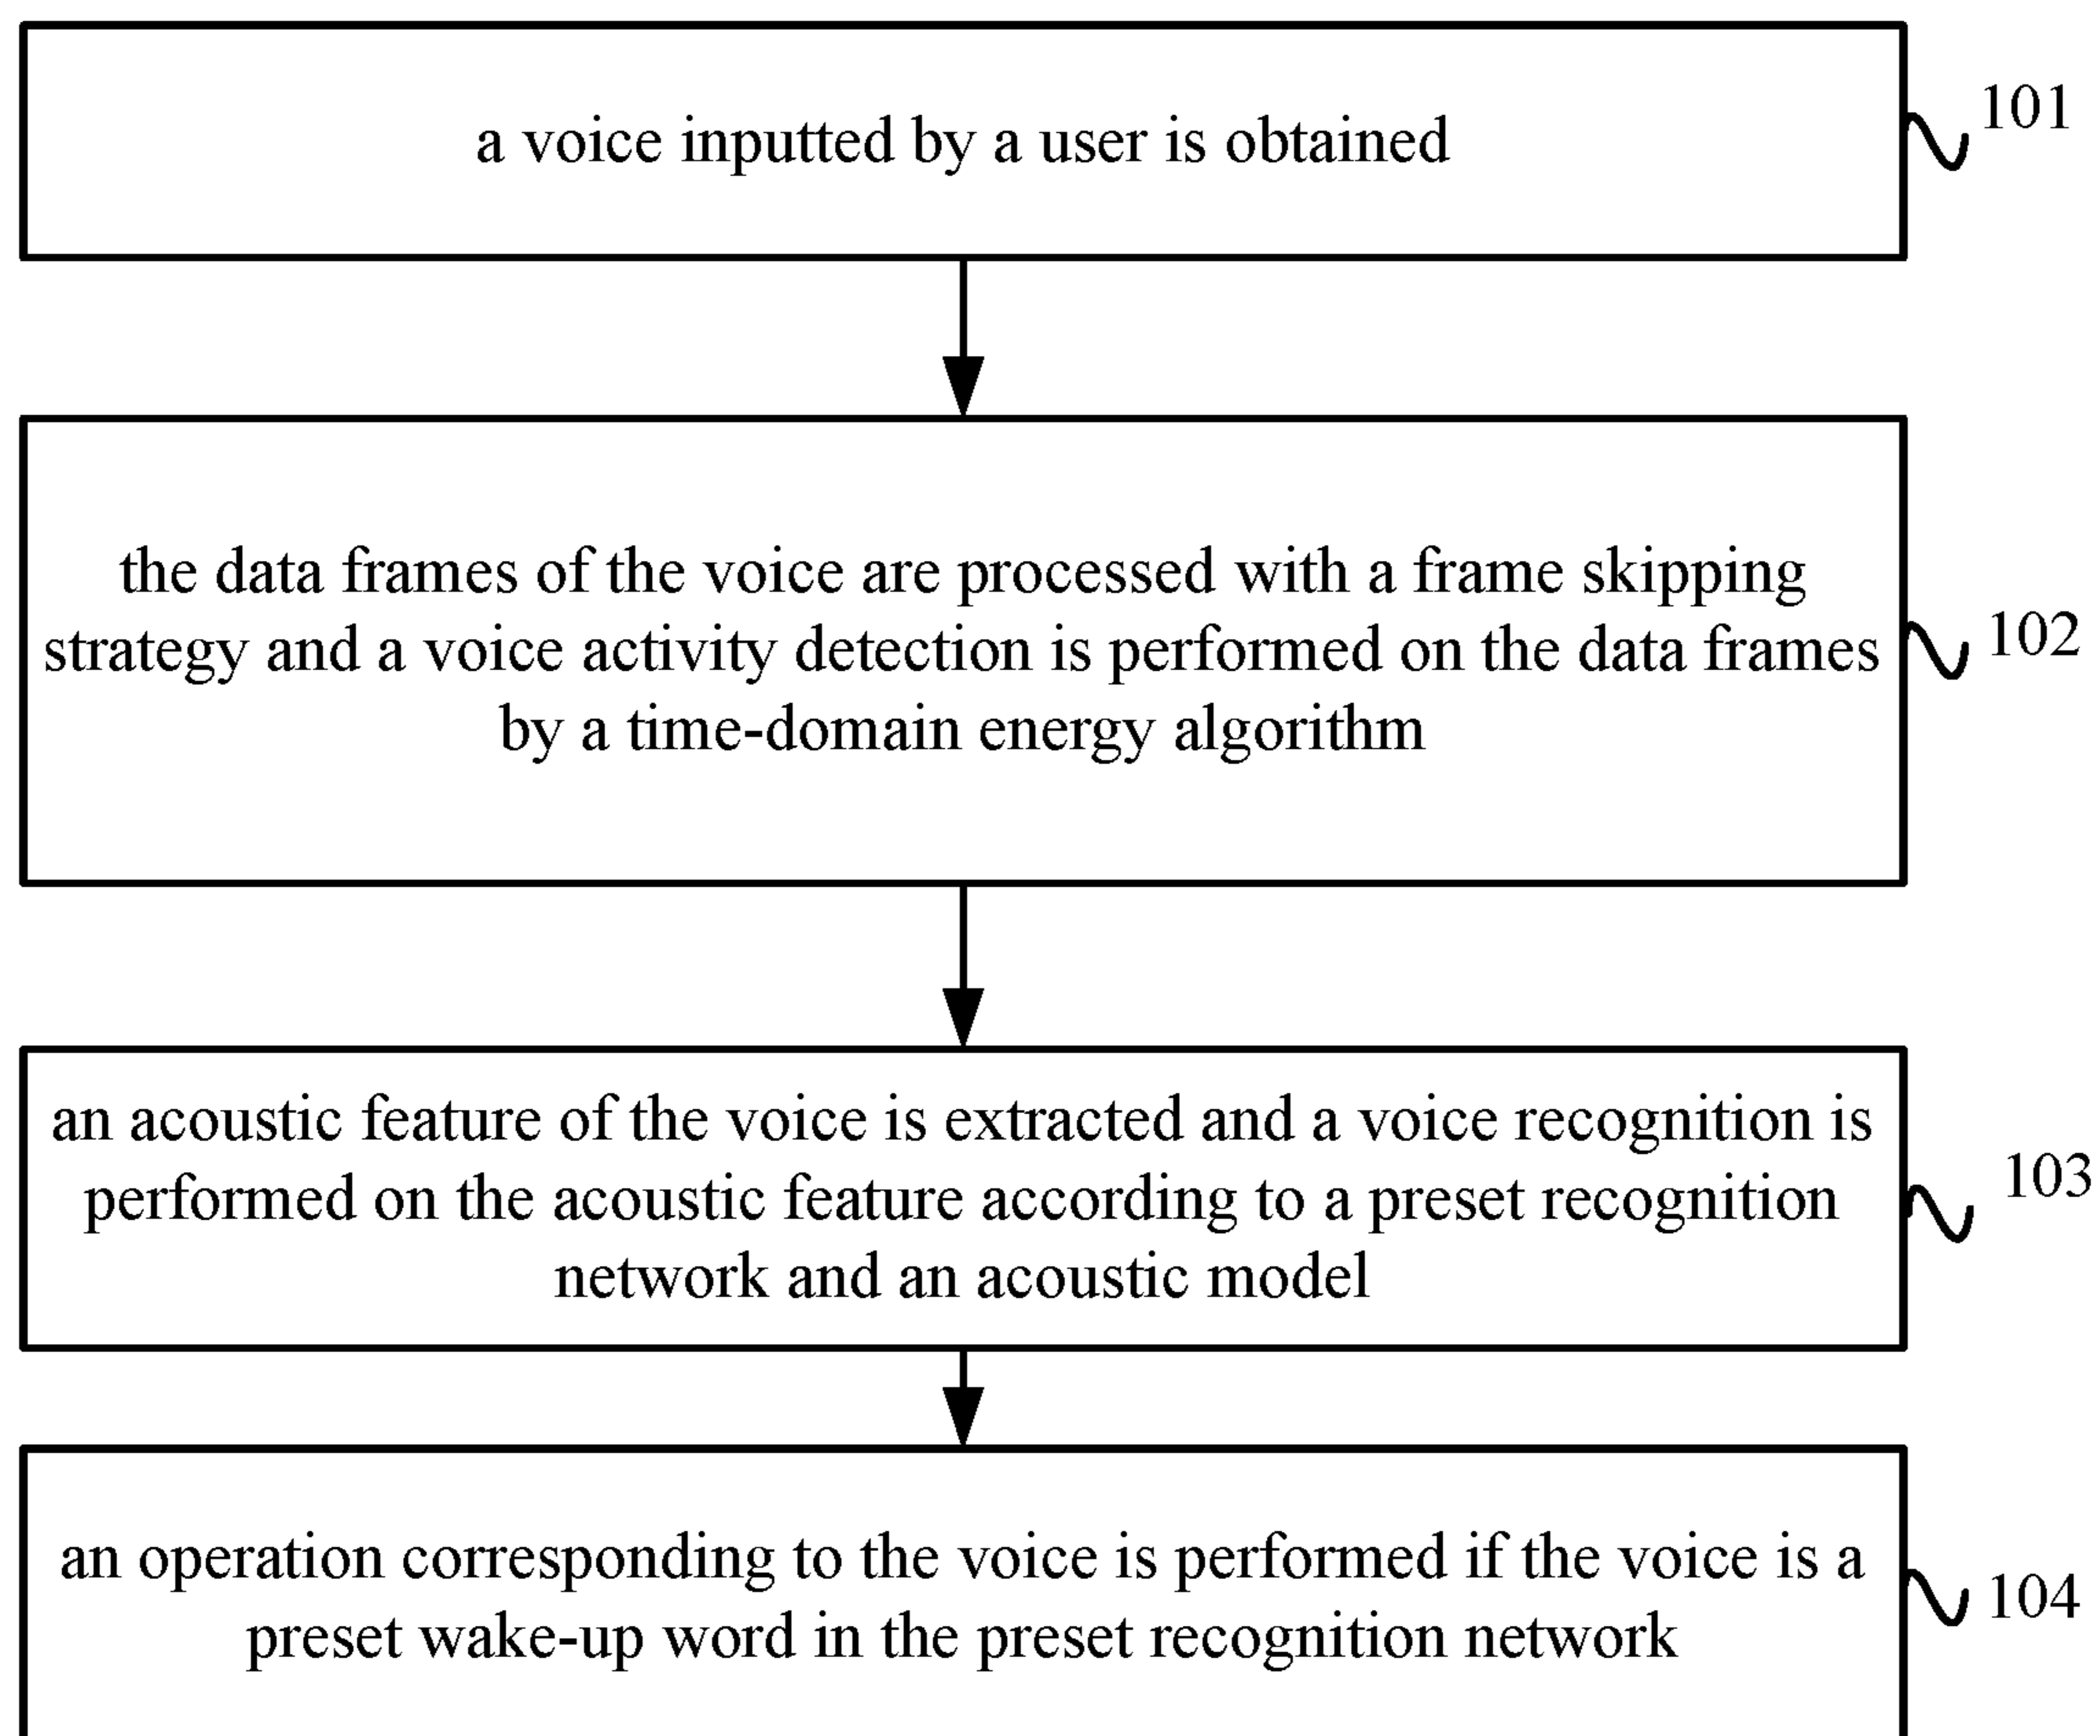 a voice inputted by a user is obtained
101
the data frames of the voice are processed with a frame skipping
strategy and a voice activity detection is performed on the data frames
by a time-domain energy algorithm
102
an acoustic feature of the voice is extracted and a voice recognition is
performed on the acoustic feature according to a preset recognition
network and an acoustic model
103
an operation corresponding to the voice is performed if the voice is a
preset wake-up word in the preset recognition network
104